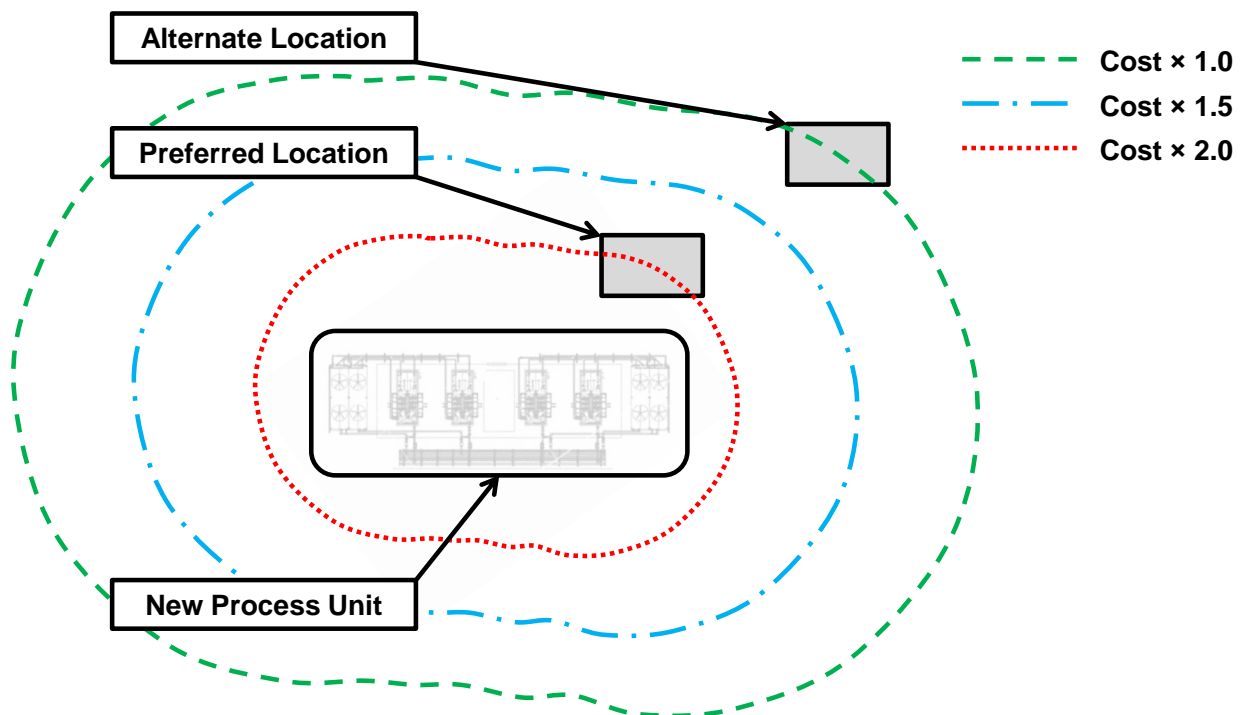 Alternate Location
Cost × 1.0
Cost × 1.5
Preferred Location
Cost × 2.0
New Process Unit